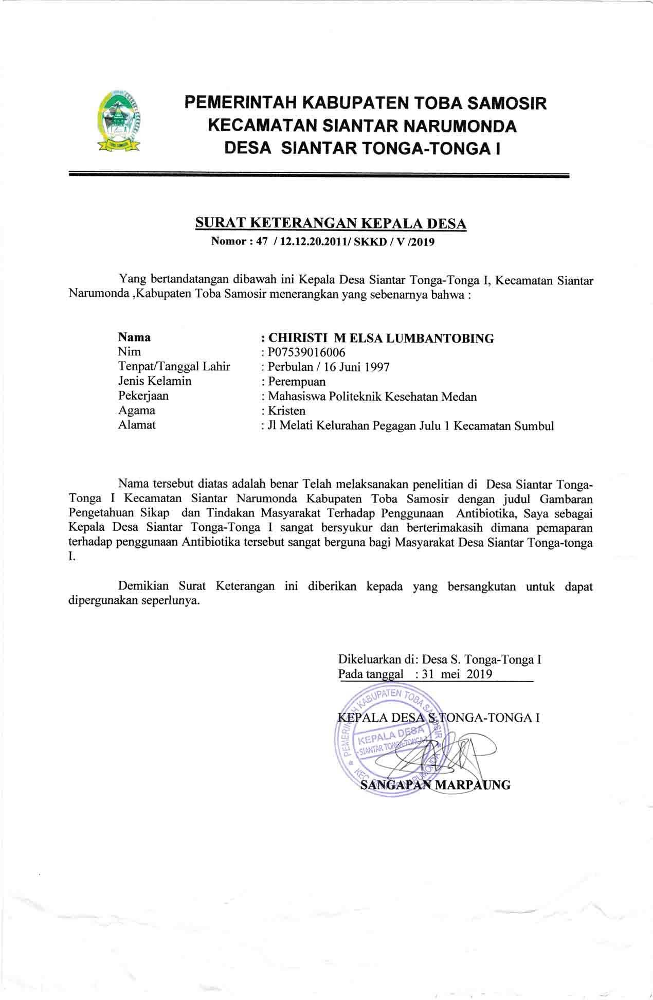 PEMERINTAH KABUPATEN TOBA SAMOSIR
KECAMATAN SIANTAR NARUMONDA
DESA SIANTAR TONGA-TONGA I
TOBA SAMOSIR
SURAT KETERANGAN KEPALA DESA
Nomor : 47 / 12.12.20.2011/ SKKD / V /2019
Yang bertandatangan dibawah ini Kepala Desa Siantar Tonga-Tonga I, Kecamatan Siantar
Narumonda ,Kabupaten Toba Samosir menerangkan yang sebenarnya bahwa :
Nama : CHIRISTI M ELSA LUMBANTOBING
Nim : P07539016006
Tenpat/Tanggal Lahir : Perbulan / 16 Juni 1997
Jenis Kelamin : Perempuan
Pekerjaan : Mahasiswa Politeknik Kesehatan Medan
Agama : Kristen
Alamat : Jl Melati Kelurahan Pegagan Julu 1 Kecamatan Sumbul
Nama tersebut diatas adalah benar Telah melaksanakan penelitian di Desa Siantar Tonga-
Tonga I Kecamatan Siantar Narumonda Kabupaten Toba Samosir dengan judul Gambaran
Pengetahuan Sikap dan Tindakan Masyarakat Terhadap Penggunaan Antibiotika, Saya sebagai
Kepala Desa Siantar Tonga-Tonga I sangat bersyukur dan berterimakasih dimana pemaparan
terhadap penggunaan Antibiotika tersebut sangat berguna bagi Masyarakat Desa Siantar Tonga-tonga
I.
Demikian Surat Keterangan ini diberikan kepada yang bersangkutan untuk dapat
dipergunakan seperlunya.
Dikeluarkan di: Desa S. Tonga-Tonga I
Pada tanggal : 31 mei 2019
KEPALA DESA S.TONGA-TONGA I
PEMERINTAH KABUPATEN TOBA SAMOSIR
KEPALA DESA
SIANTAR TONGA-TONGA I
KEC. SIANTAR NARUMONDA
SANGAPAN MARPAUNG